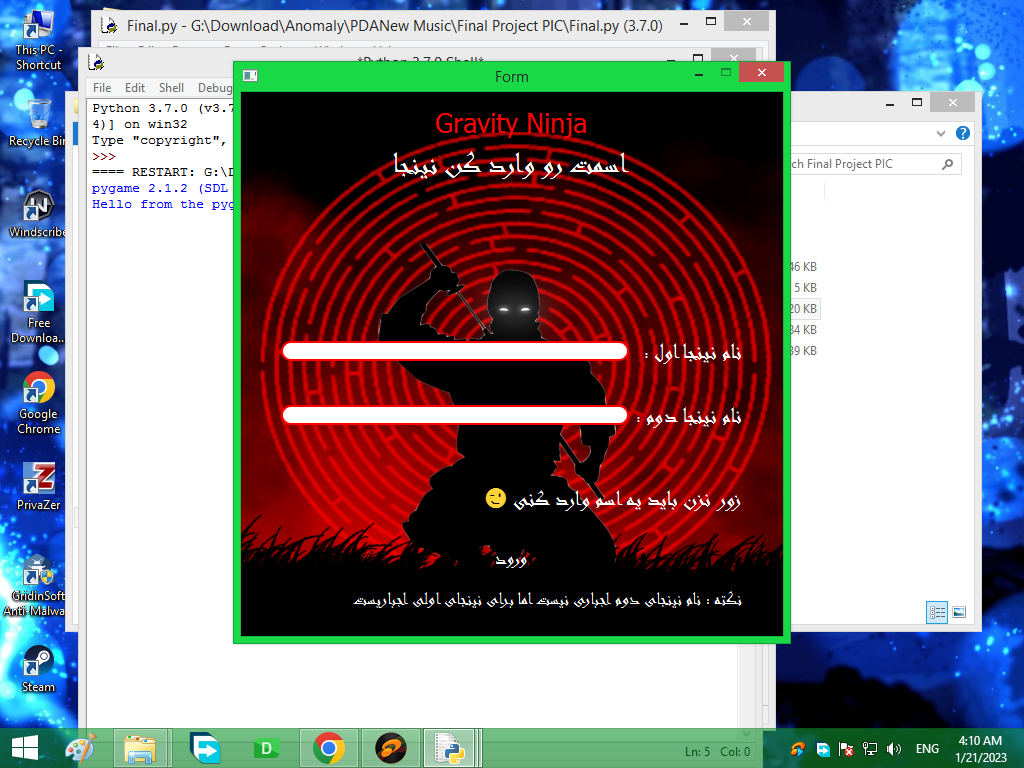 This PC - Shortcut
Recycle Bin
Windscribe
Free Downloa...
Google Chrome
PrivaZer
GridinSoft Anti-Malwa
Steam
Final.py - G:\Download\Anomaly\PDANew Music\Final Project PIC\Final.py (3.7.0)
*Python 3.7.0 Shell*
File Edit Shell Debug
Python 3.7.0 (v3.7
4)] on win32
Type "copyright",
>>>
==== RESTART: G:\D
pygame 2.1.2 (SDL
Hello from the pyg
Form
Gravity Ninja
اسمت رو وارد کن نینجا
نام نینجا اول :
نام نینجا دوم :
زور نزن باید یه اسم وارد کنی 😉
ورود
نکته : نام نینجای دوم اجباری نیست اما برای نینجای اولی اجباریست
ch Final Project PIC
46 KB
5 KB
20 KB
34 KB
39 KB
Ln: 5 Col: 0
ENG
4:10 AM
1/21/2023